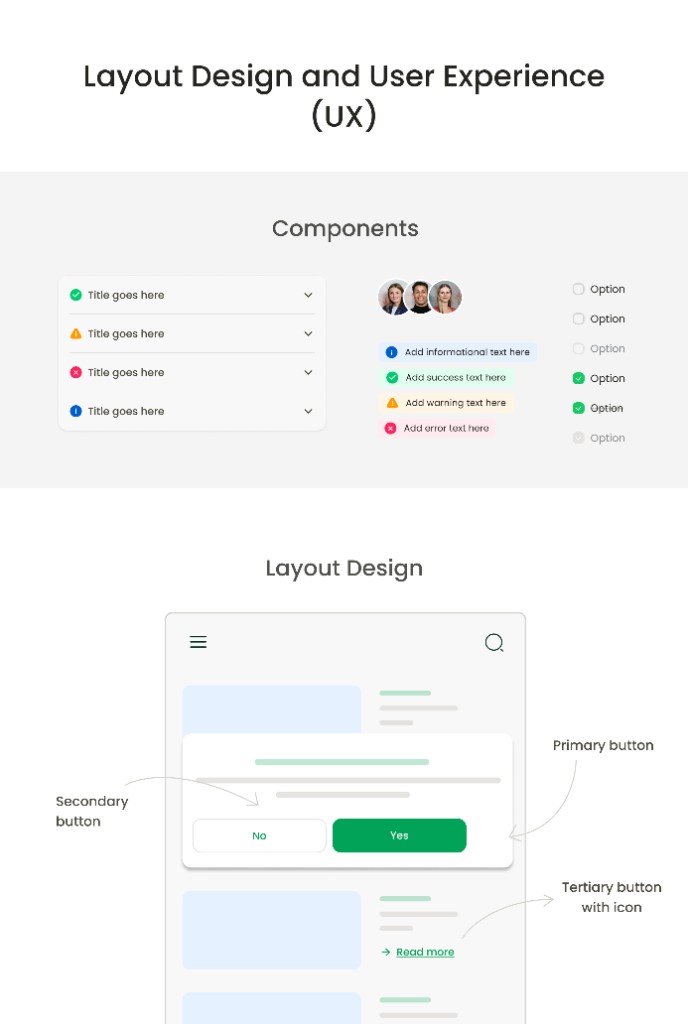 Layout Design and User Experience
(UX)
Components
Title goes here
Title goes here
Title goes here
Title goes here
Add informational text here
Add success text here
Add warning text here
Add error text here
Option
Option
Option
Option
Option
Option
Layout Design
Primary button
Secondary
button
No
Yes
Tertiary button
with icon
Read more